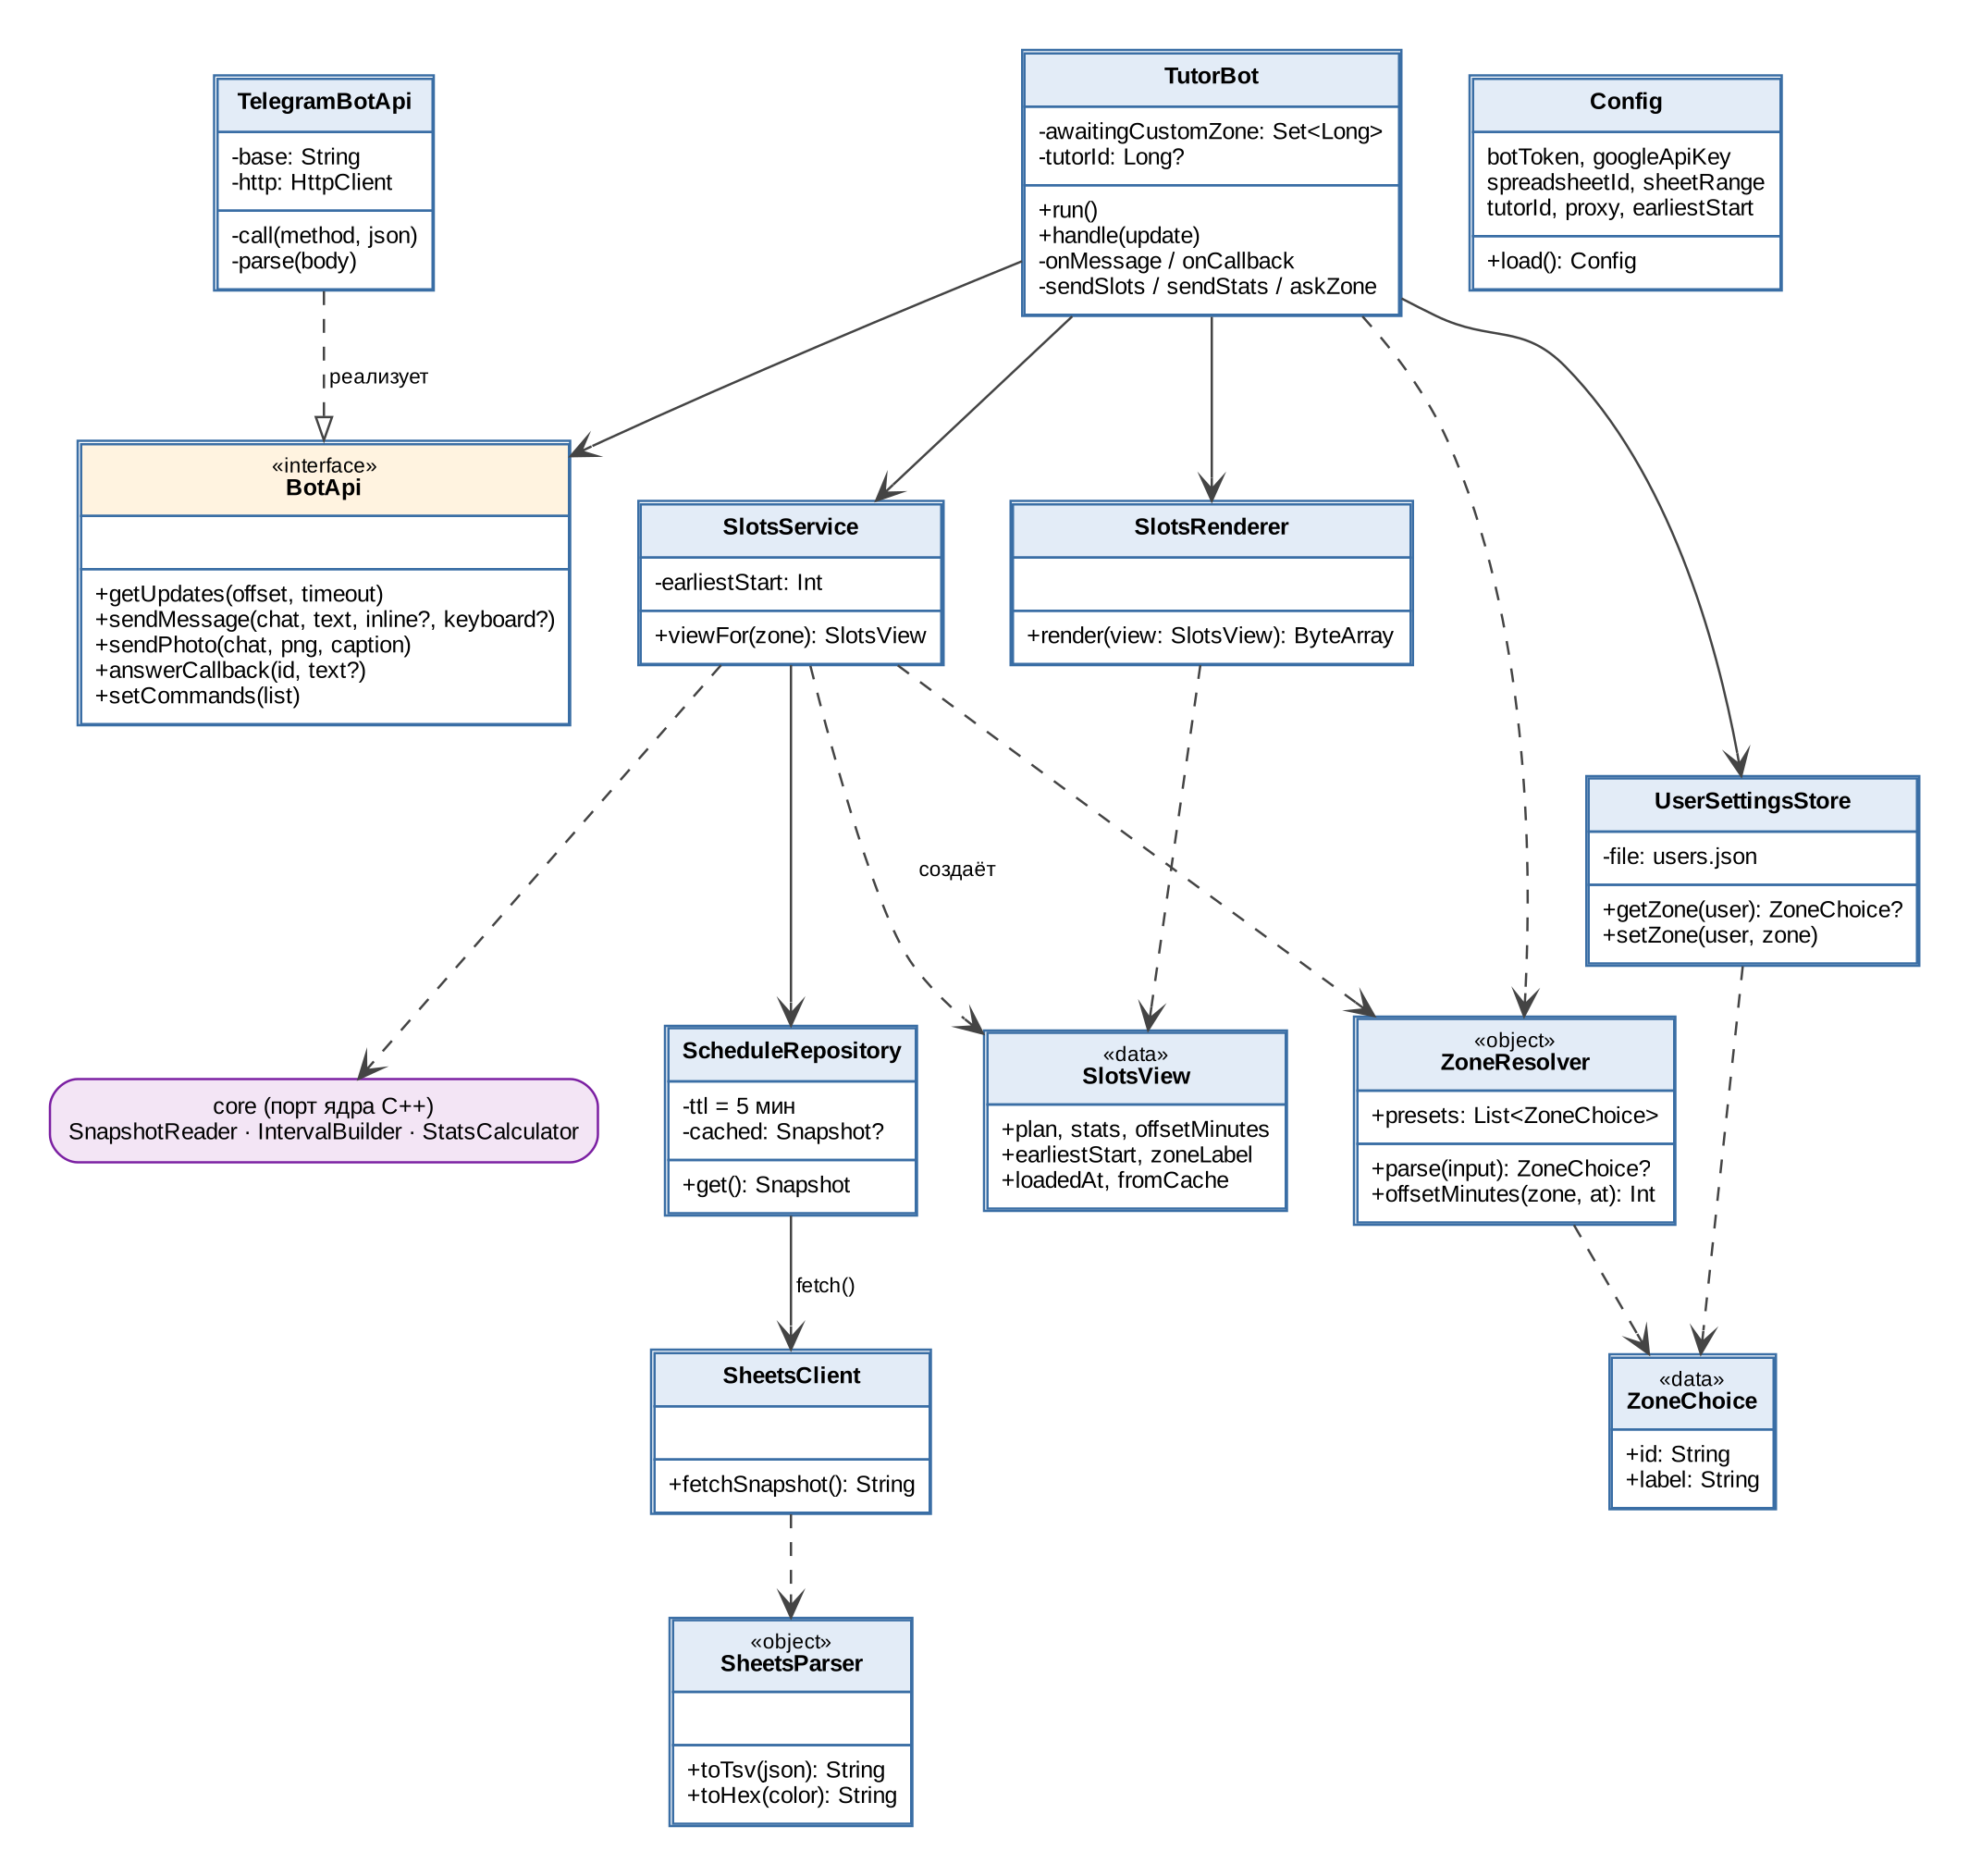 TelegramBotApi
-base: String
-http: HttpClient
-call(method, json)
-parse(body)
TutorBot
-awaitingCustomZone: Set<Long>
-tutorId: Long?
+run()
+handle(update)
-onMessage / onCallback
-sendSlots / sendStats / askZone
Config
botToken, googleApiKey
spreadsheetId, sheetRange
tutorId, proxy, earliestStart
+load(): Config
реализует
«interface»
BotApi
+getUpdates(offset, timeout)
+sendMessage(chat, text, inline?, keyboard?)
+sendPhoto(chat, png, caption)
+answerCallback(id, text?)
+setCommands(list)
SlotsService
-earliestStart: Int
+viewFor(zone): SlotsView
SlotsRenderer
+render(view: SlotsView): ByteArray
UserSettingsStore
-file: users.json
+getZone(user): ZoneChoice?
+setZone(user, zone)
создаёт
core (порт ядра C++)
SnapshotReader · IntervalBuilder · StatsCalculator
ScheduleRepository
-ttl = 5 мин
-cached: Snapshot?
+get(): Snapshot
«data»
SlotsView
+plan, stats, offsetMinutes
+earliestStart, zoneLabel
+loadedAt, fromCache
«object»
ZoneResolver
+presets: List<ZoneChoice>
+parse(input): ZoneChoice?
+offsetMinutes(zone, at): Int
fetch()
SheetsClient
+fetchSnapshot(): String
«data»
ZoneChoice
+id: String
+label: String
«object»
SheetsParser
+toTsv(json): String
+toHex(color): String